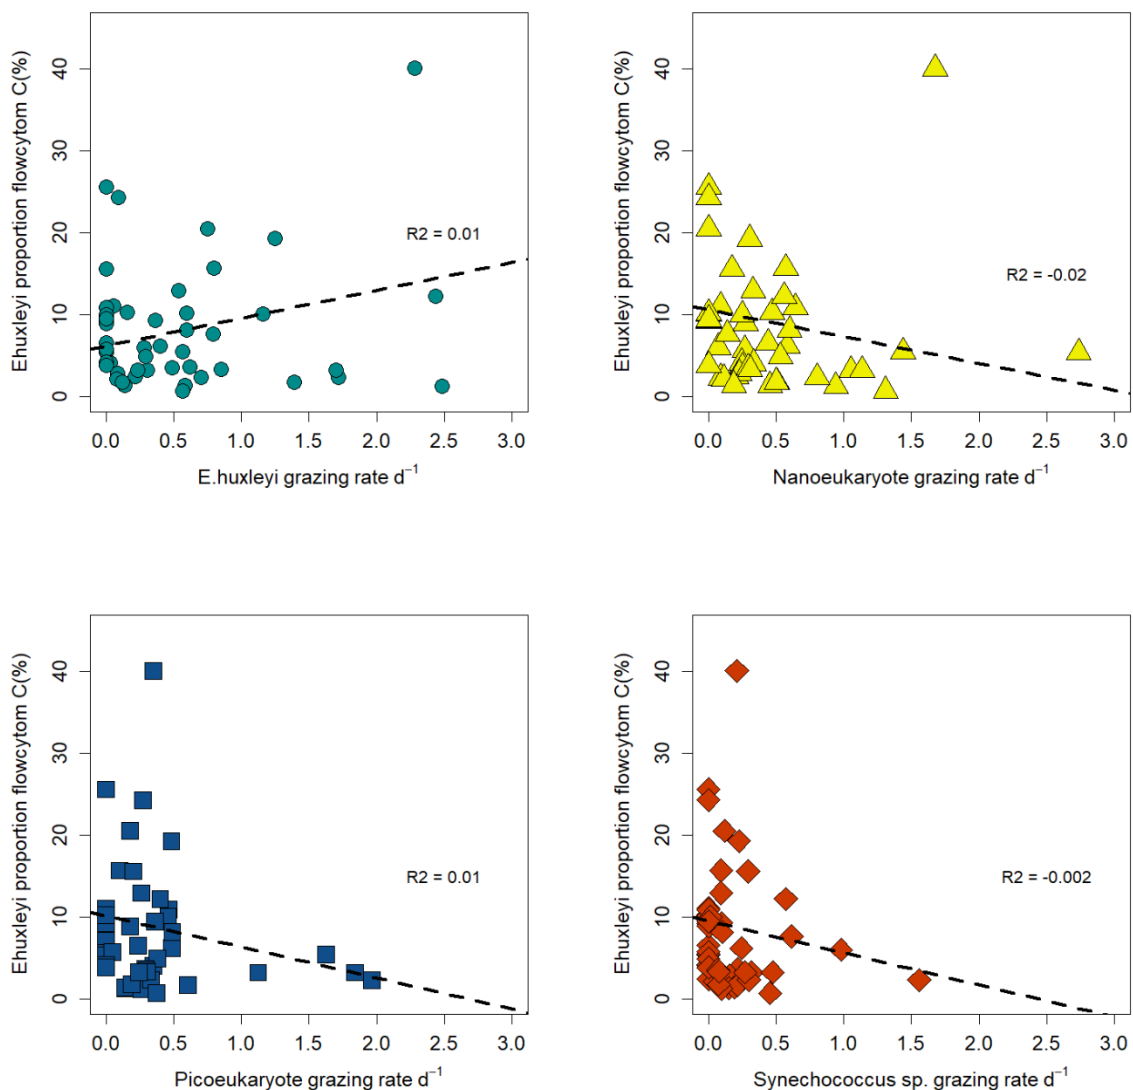 Ehuxleyi proportion flowcytom C(%)
40
30
20
10
0
R2 = 0.01
0.0 0.5 1.0 1.5 2.0 2.5 3.0
E.huxleyi grazing rate d⁻¹
Ehuxleyi proportion flowcytom C(%)
40
30
20
10
0
R2 = -0.02
0.0 0.5 1.0 1.5 2.0 2.5 3.0
Nanoeukaryote grazing rate d⁻¹
Ehuxleyi proportion flowcytom C(%)
40
30
20
10
0
R2 = 0.01
0.0 0.5 1.0 1.5 2.0 2.5 3.0
Picoeukaryote grazing rate d⁻¹
Ehuxleyi proportion flowcytom C(%)
40
30
20
10
0
R2 = -0.002
0.0 0.5 1.0 1.5 2.0 2.5 3.0
Synechococcus sp. grazing rate d⁻¹